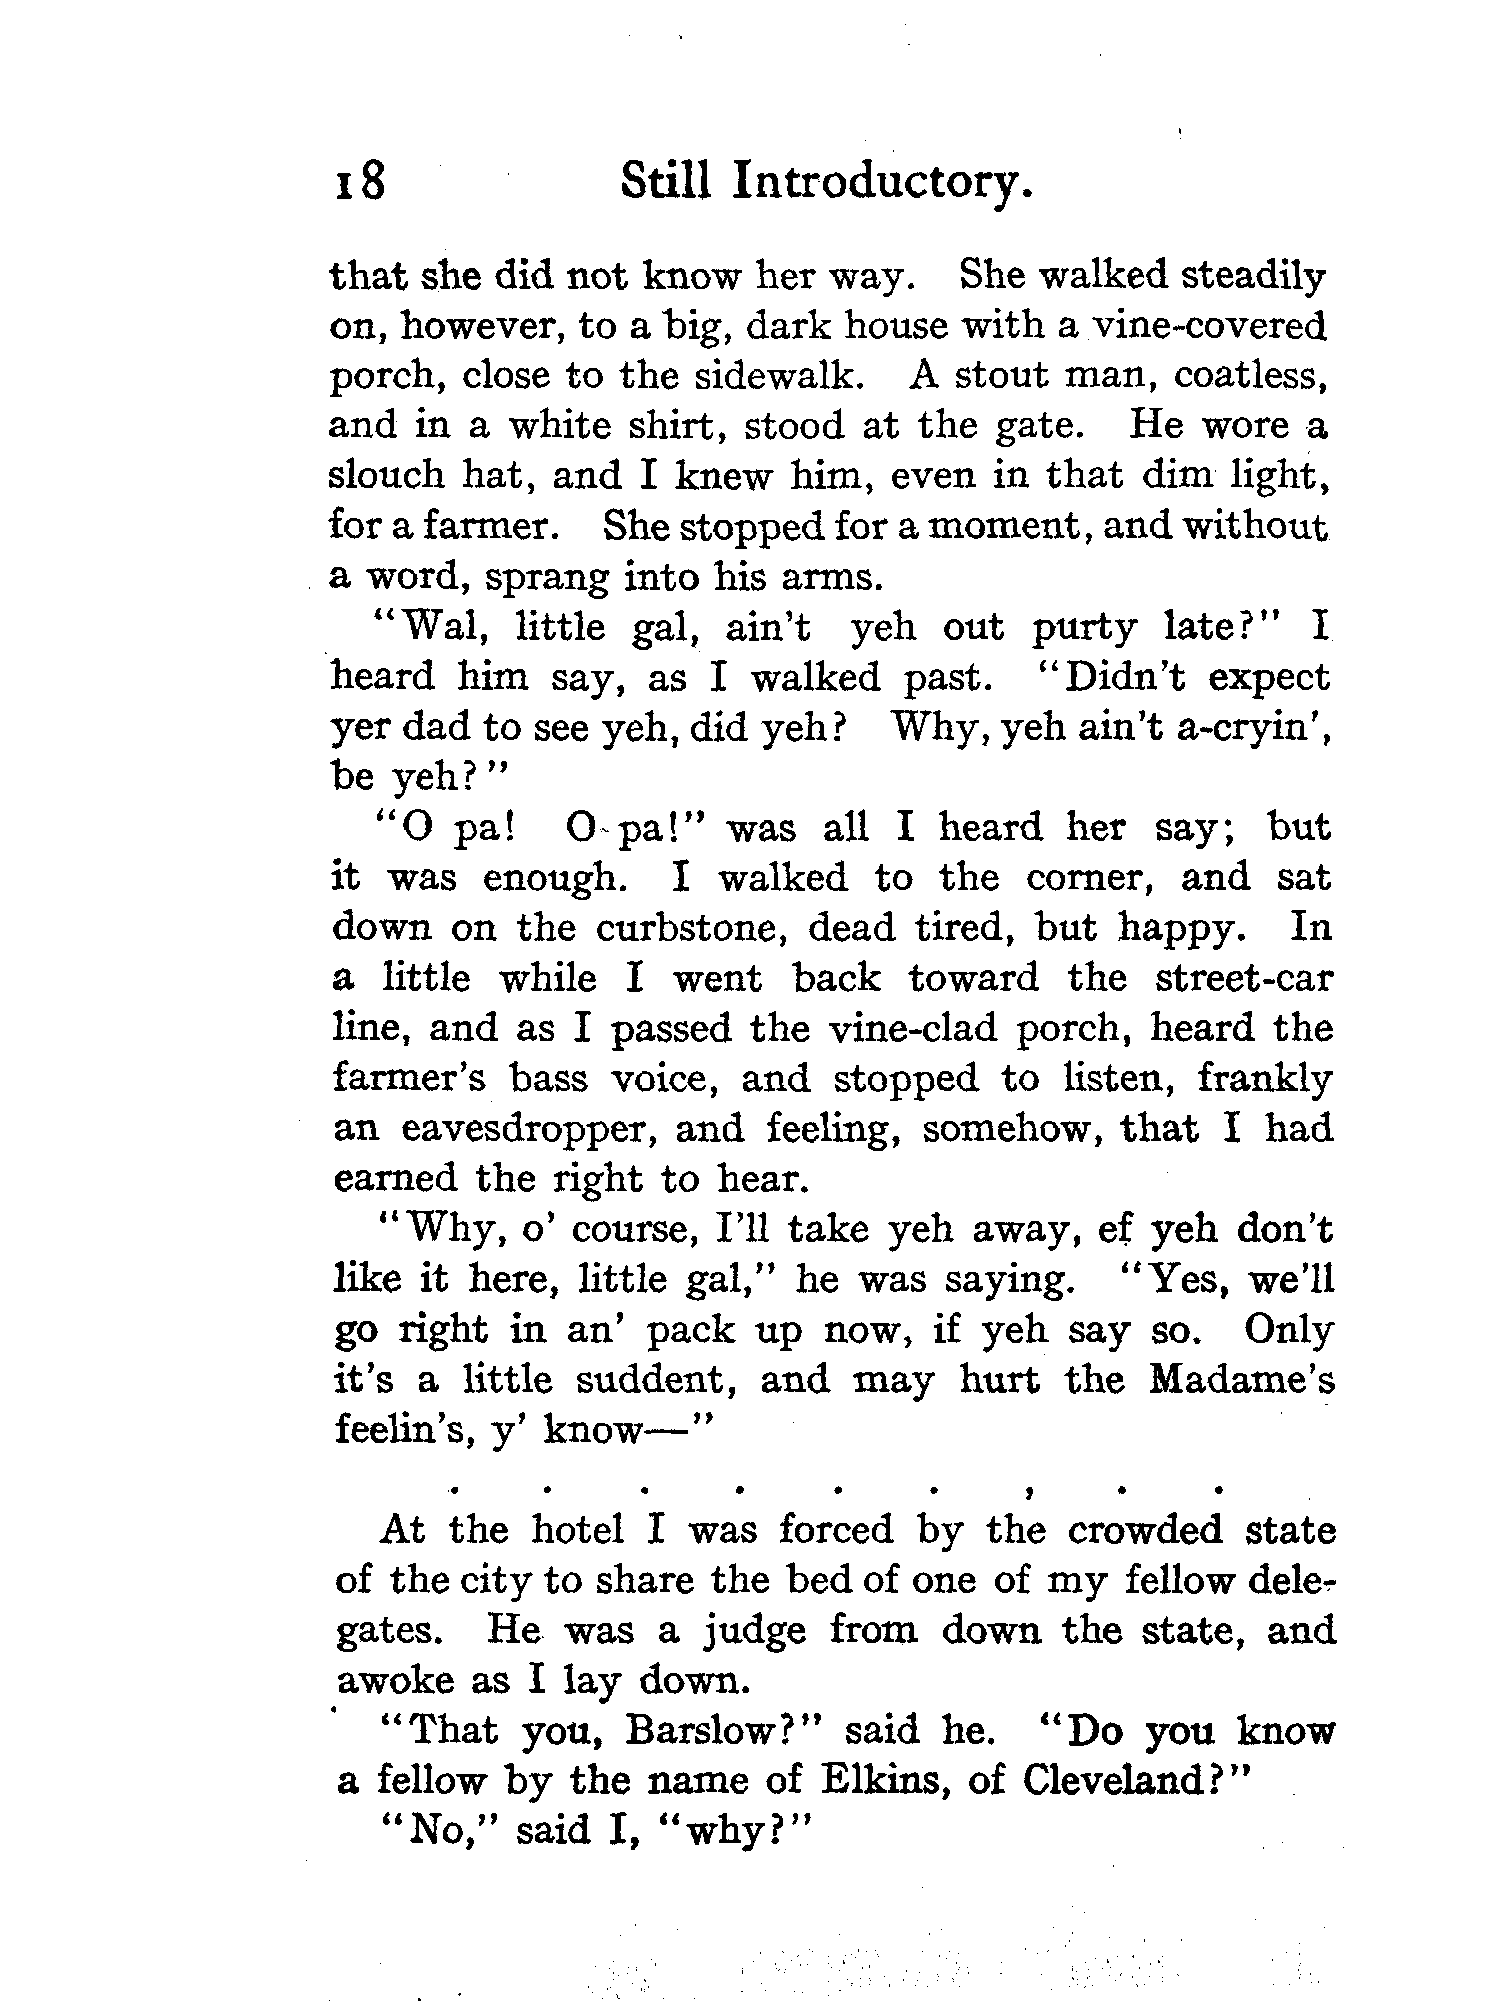 18 Still Introductory.
that she did not know her way. She walked steadily
on, however, to a big, dark house with a vine-covered
porch, close to the sidewalk. A stout man, coatless,
and in a white shirt, stood at the gate. He wore a
slouch hat, and I knew him, even in that dim light,
for a farmer. She stopped for a moment, and without
a word, sprang into his arms.
"Wal, little gal, ain't yeh out purty late?" I
heard him say, as I walked past. "Didn't expect
yer dad to see yeh, did yeh? Why, yeh ain't a-cryin',
be yeh?"
"O pa! O pa!" was all I heard her say; but
it was enough. I walked to the corner, and sat
down on the curbstone, dead tired, but happy. In
a little while I went back toward the street-car
line, and as I passed the vine-clad porch, heard the
farmer's bass voice, and stopped to listen, frankly
an eavesdropper, and feeling, somehow, that I had
earned the right to hear.
"Why, o' course, I'll take yeh away, ef yeh don't
like it here, little gal," he was saying. "Yes, we'll
go right in an' pack up now, if yeh say so. Only
it's a little suddent, and may hurt the Madame's
feelin's, y' know—"
. . . . . . , . .
At the hotel I was forced by the crowded state
of the city to share the bed of one of my fellow dele-
gates. He was a judge from down the state, and
awoke as I lay down.
"That you, Barslow?" said he. "Do you know
a fellow by the name of Elkins, of Cleveland?"
"No," said I, "why?"